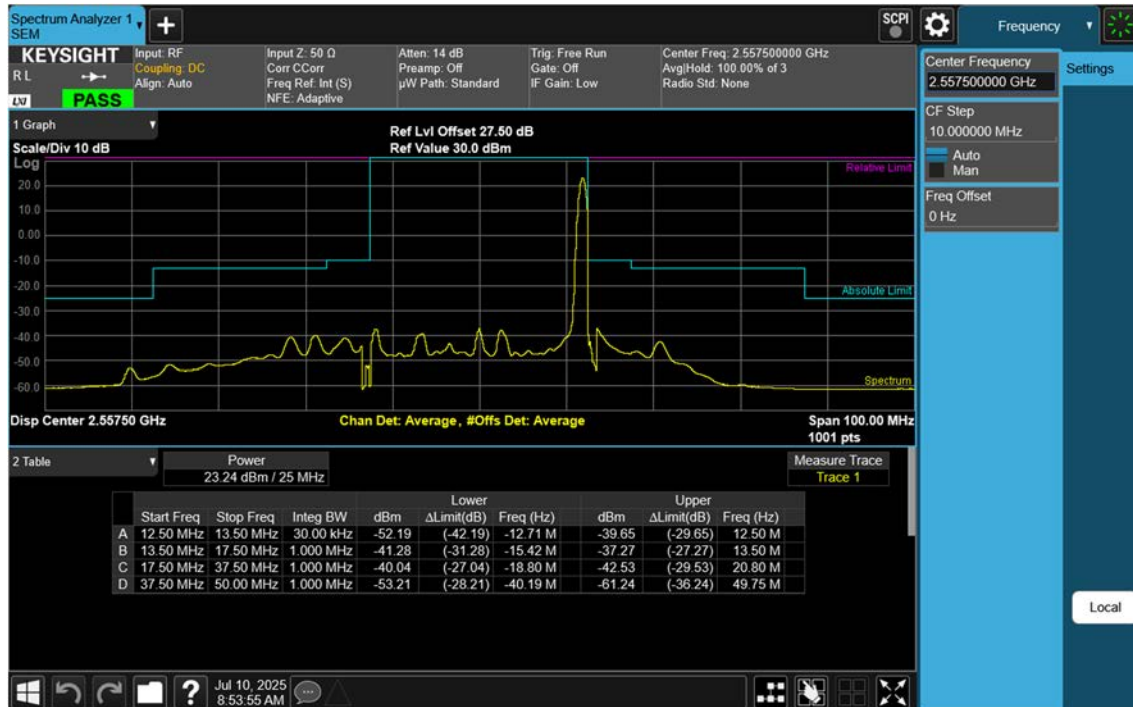 Spectrum Analyzer 1
SEM
+
SCPI
Frequency
KEYSIGHT
R L
LXI
PASS
Input: RF
Coupling: DC
Align: Auto
Input Z: 50 Ω
Corr CCorr
Freq Ref: Int (S)
NFE: Adaptive
Atten: 14 dB
Preamp: Off
µW Path: Standard
Trig: Free Run
Gate: Off
IF Gain: Low
Center Freq: 2.557500000 GHz
Avg|Hold: 100.00% of 3
Radio Std: None
Center Frequency
2.557500000 GHz
Settings
CF Step
10.000000 MHz
Auto
Man
Freq Offset
0 Hz
Local
1 Graph
Scale/Div 10 dB
Ref Lvl Offset 27.50 dB
Ref Value 30.0 dBm
Log
20.0
10.0
0.00
-10.0
-20.0
-30.0
-40.0
-50.0
-60.0
Relative Limit
Absolute Limit
Spectrum
Disp Center 2.55750 GHz
Chan Det: Average, #Offs Det: Average
Span 100.00 MHz
1001 pts
2 Table
Power
23.24 dBm / 25 MHz
Measure Trace
Trace 1
Lower Upper
Start Freq Stop Freq Integ BW dBm ΔLimit(dB) Freq (Hz) dBm ΔLimit(dB) Freq (Hz)
A 12.50 MHz 13.50 MHz 30.00 kHz -52.19 (-42.19) -12.71 M -39.65 (-29.65) 12.50 M
B 13.50 MHz 17.50 MHz 1.000 MHz -41.28 (-31.28) -15.42 M -37.27 (-27.27) 13.50 M
C 17.50 MHz 37.50 MHz 1.000 MHz -40.04 (-27.04) -18.80 M -42.53 (-29.53) 20.80 M
D 37.50 MHz 50.00 MHz 1.000 MHz -53.21 (-28.21) -40.19 M -61.24 (-36.24) 49.75 M
?
Jul 10, 2025
8:53:55 AM